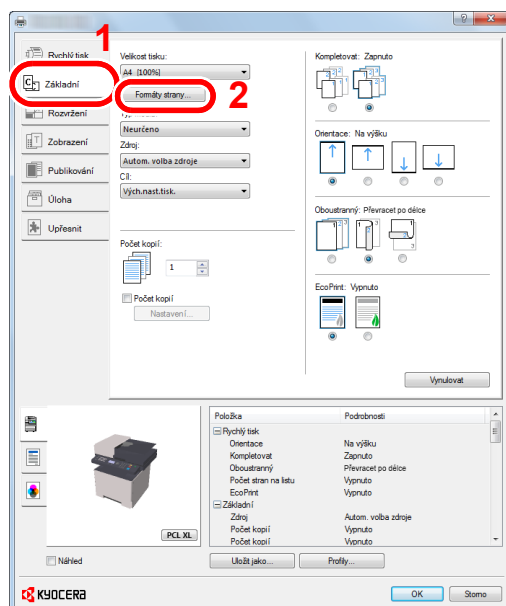 1
Rychlý tisk
Základní
Rozvržení
Zobrazení
Publikování
Úloha
Upřesnit
Velikost tisku:
A4 [100%]
Formáty strany...
2
Neurčeno
Zdroj:
Autom. volba zdroje
Cíl:
Vých.nast.tisk.
Počet kopií:
1
Počet kopií
Nastavení...
Kompletovat: Zapnuto
Orientace: Na výšku
Oboustranný: Převracet po délce
EcoPrint: Vypnuto
Vynulovat
Položka Podrobnosti
Rychlý tisk
Orientace Na výšku
Kompletovat Zapnuto
Oboustranný Převracet po délce
Počet stran na listu Vypnuto
EcoPrint Vypnuto
Základní
Zdroj Autom. volba zdroje
Počet kopií Vypnuto
Počet kopií Vypnuto
PCL XL
Náhled
Uložit jako... Profily...
KYOCERA
OK Storno